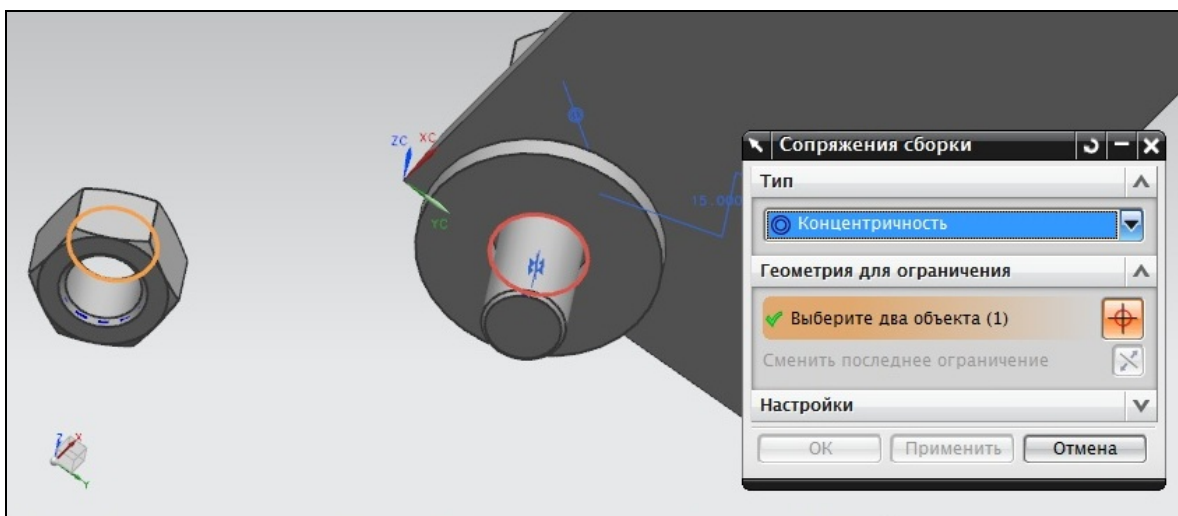 ZC XC
YC
15.000
Z X
Y
Сопряжения сборки
Тип
Концентричность
Геометрия для ограничения
Выберите два объекта (1)
Сменить последнее ограничение
Настройки
ОК Применить Отмена